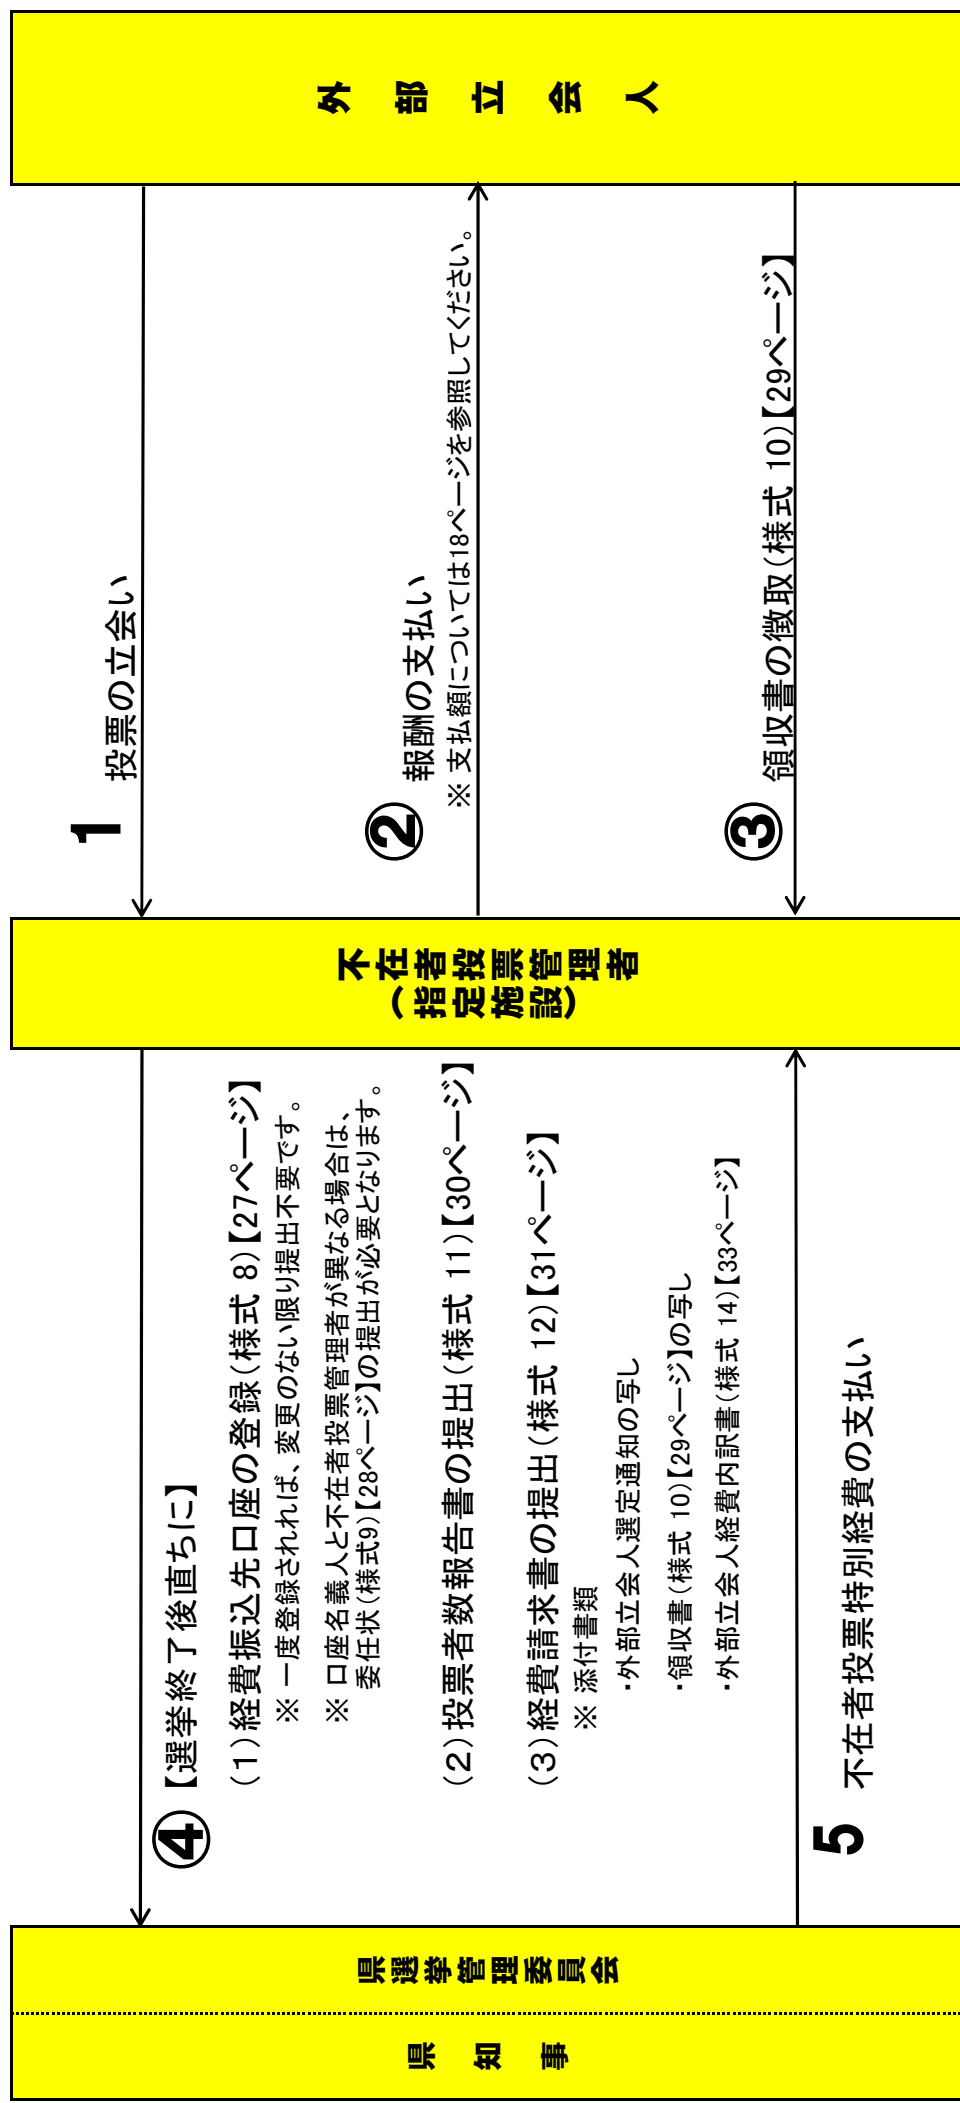 外部立会人
1
投票の立会い
②
報酬の支払い
※ 支払額については18ページを参照してください。
③
領収書の徴取（様式 10）【29ページ】
不在者投票管理者
（指定施設）
④
【選挙終了後直ちに】
（1）経費振込先口座の登録（様式 8）【27ページ】
※ 一度登録されれば、変更のない限り提出不要です。
※ 口座名義人と不在者投票管理者が異なる場合は、
委任状（様式9）【28ページ】の提出が必要となります。
（2）投票者数報告書の提出（様式 11）【30ページ】
（3）経費請求書の提出（様式 12）【31ページ】
※ 添付書類
・外部立会人選定通知の写し
・領収書（様式 10）【29ページ】の写し
・外部立会人経費内訳書（様式 14）【33ページ】
5
不在者投票特別経費の支払い
県選挙管理委員会
県知事